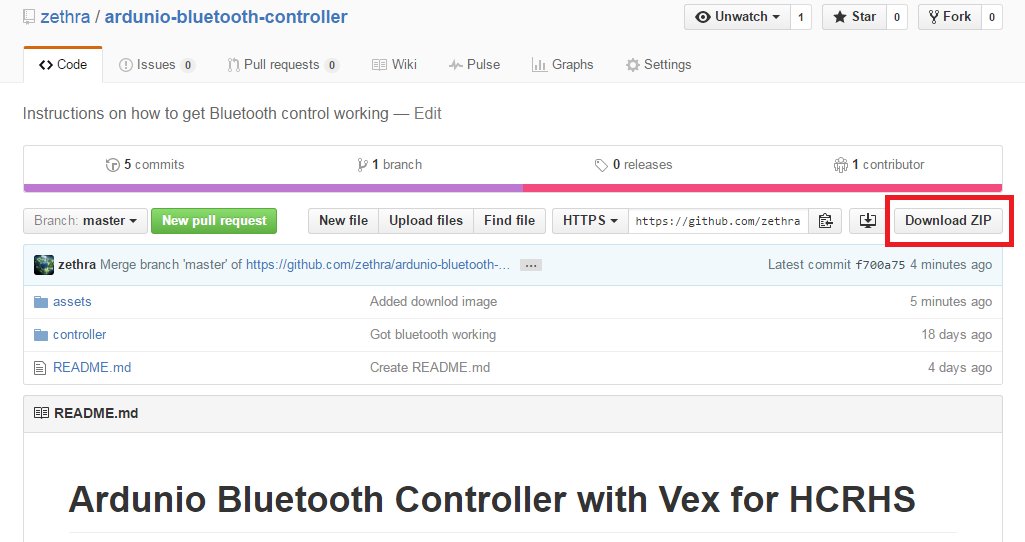 zethra / ardunio-bluetooth-controller
Unwatch 1 Star 0 Fork 0
Code Issues 0 Pull requests 0 Wiki Pulse Graphs Settings
Instructions on how to get Bluetooth control working — Edit
5 commits 1 branch 0 releases 1 contributor
Branch: master New pull request New file Upload files Find file HTTPS https://github.com/zethra Download ZIP
zethra Merge branch 'master' of https://github.com/zethra/ardunio-bluetooth-... ... Latest commit f700a75 4 minutes ago
assets Added downlod image 5 minutes ago
controller Got bluetooth working 18 days ago
README.md Create README.md 4 days ago
README.md
Ardunio Bluetooth Controller with Vex for HCRHS